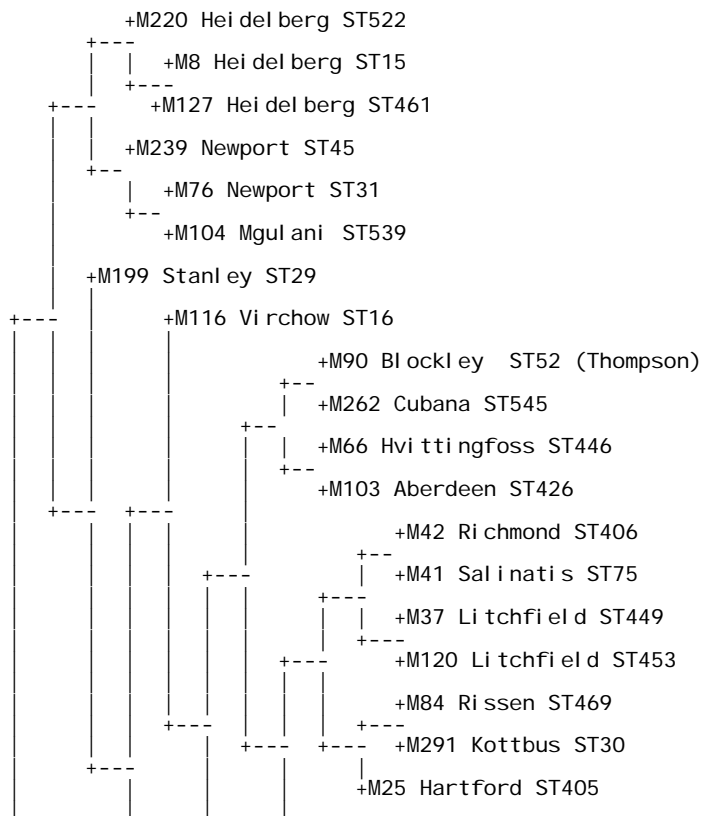 +M220 Heidelberg ST522
+M8 Heidelberg ST15
+M127 Heidelberg ST461
+M239 Newport ST45
+M76 Newport ST31
+M104 Mgulani ST539
+M199 Stanley ST29
+M116 Virchow ST16
+M90 Blockley ST52 (Thompson)
+M262 Cubana ST545
+M66 Hvittingfoss ST446
+M103 Aberdeen ST426
+M42 Richmond ST406
+M41 Salinatis ST75
+M37 Litchfield ST449
+M120 Litchfield ST453
+M84 Rissen ST469
+M291 Kottbus ST30
+M25 Hartford ST405